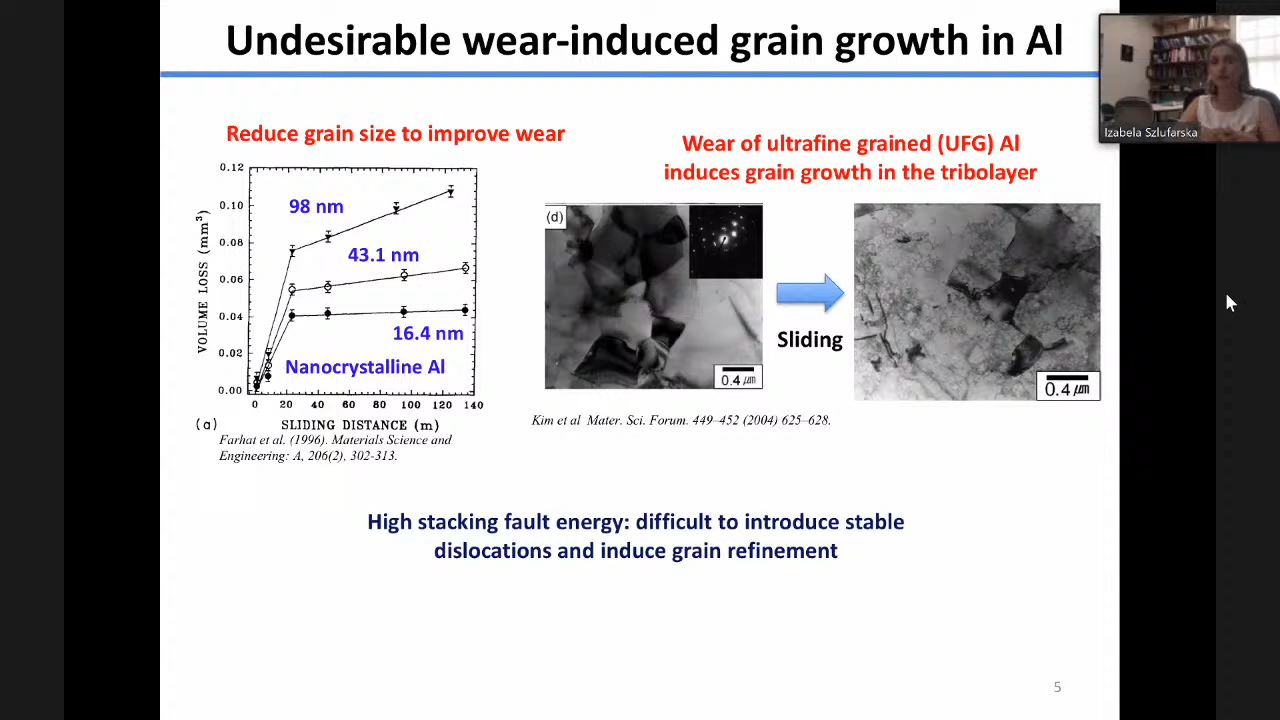 Undesirable wear-induced grain growth in Al
Izabela Szlufarska
Reduce grain size to improve wear
Wear of ultrafine grained (UFG) Al
induces grain growth in the tribolayer
0.12
0.10
0.08
0.06
0.04
0.02
0.00
VOLUME LOSS (mm³)
98 nm
43.1 nm
16.4 nm
Nanocrystalline Al
0 20 40 60 80 100 120 140
(a) SLIDING DISTANCE (m)
Farhat et al. (1996). Materials Science and
Engineering: A, 206(2), 302-313.
(d)
0.4 μm
Sliding
0.4 μm
Kim et al Mater. Sci. Forum. 449–452 (2004) 625–628.
High stacking fault energy: difficult to introduce stable
dislocations and induce grain refinement
5